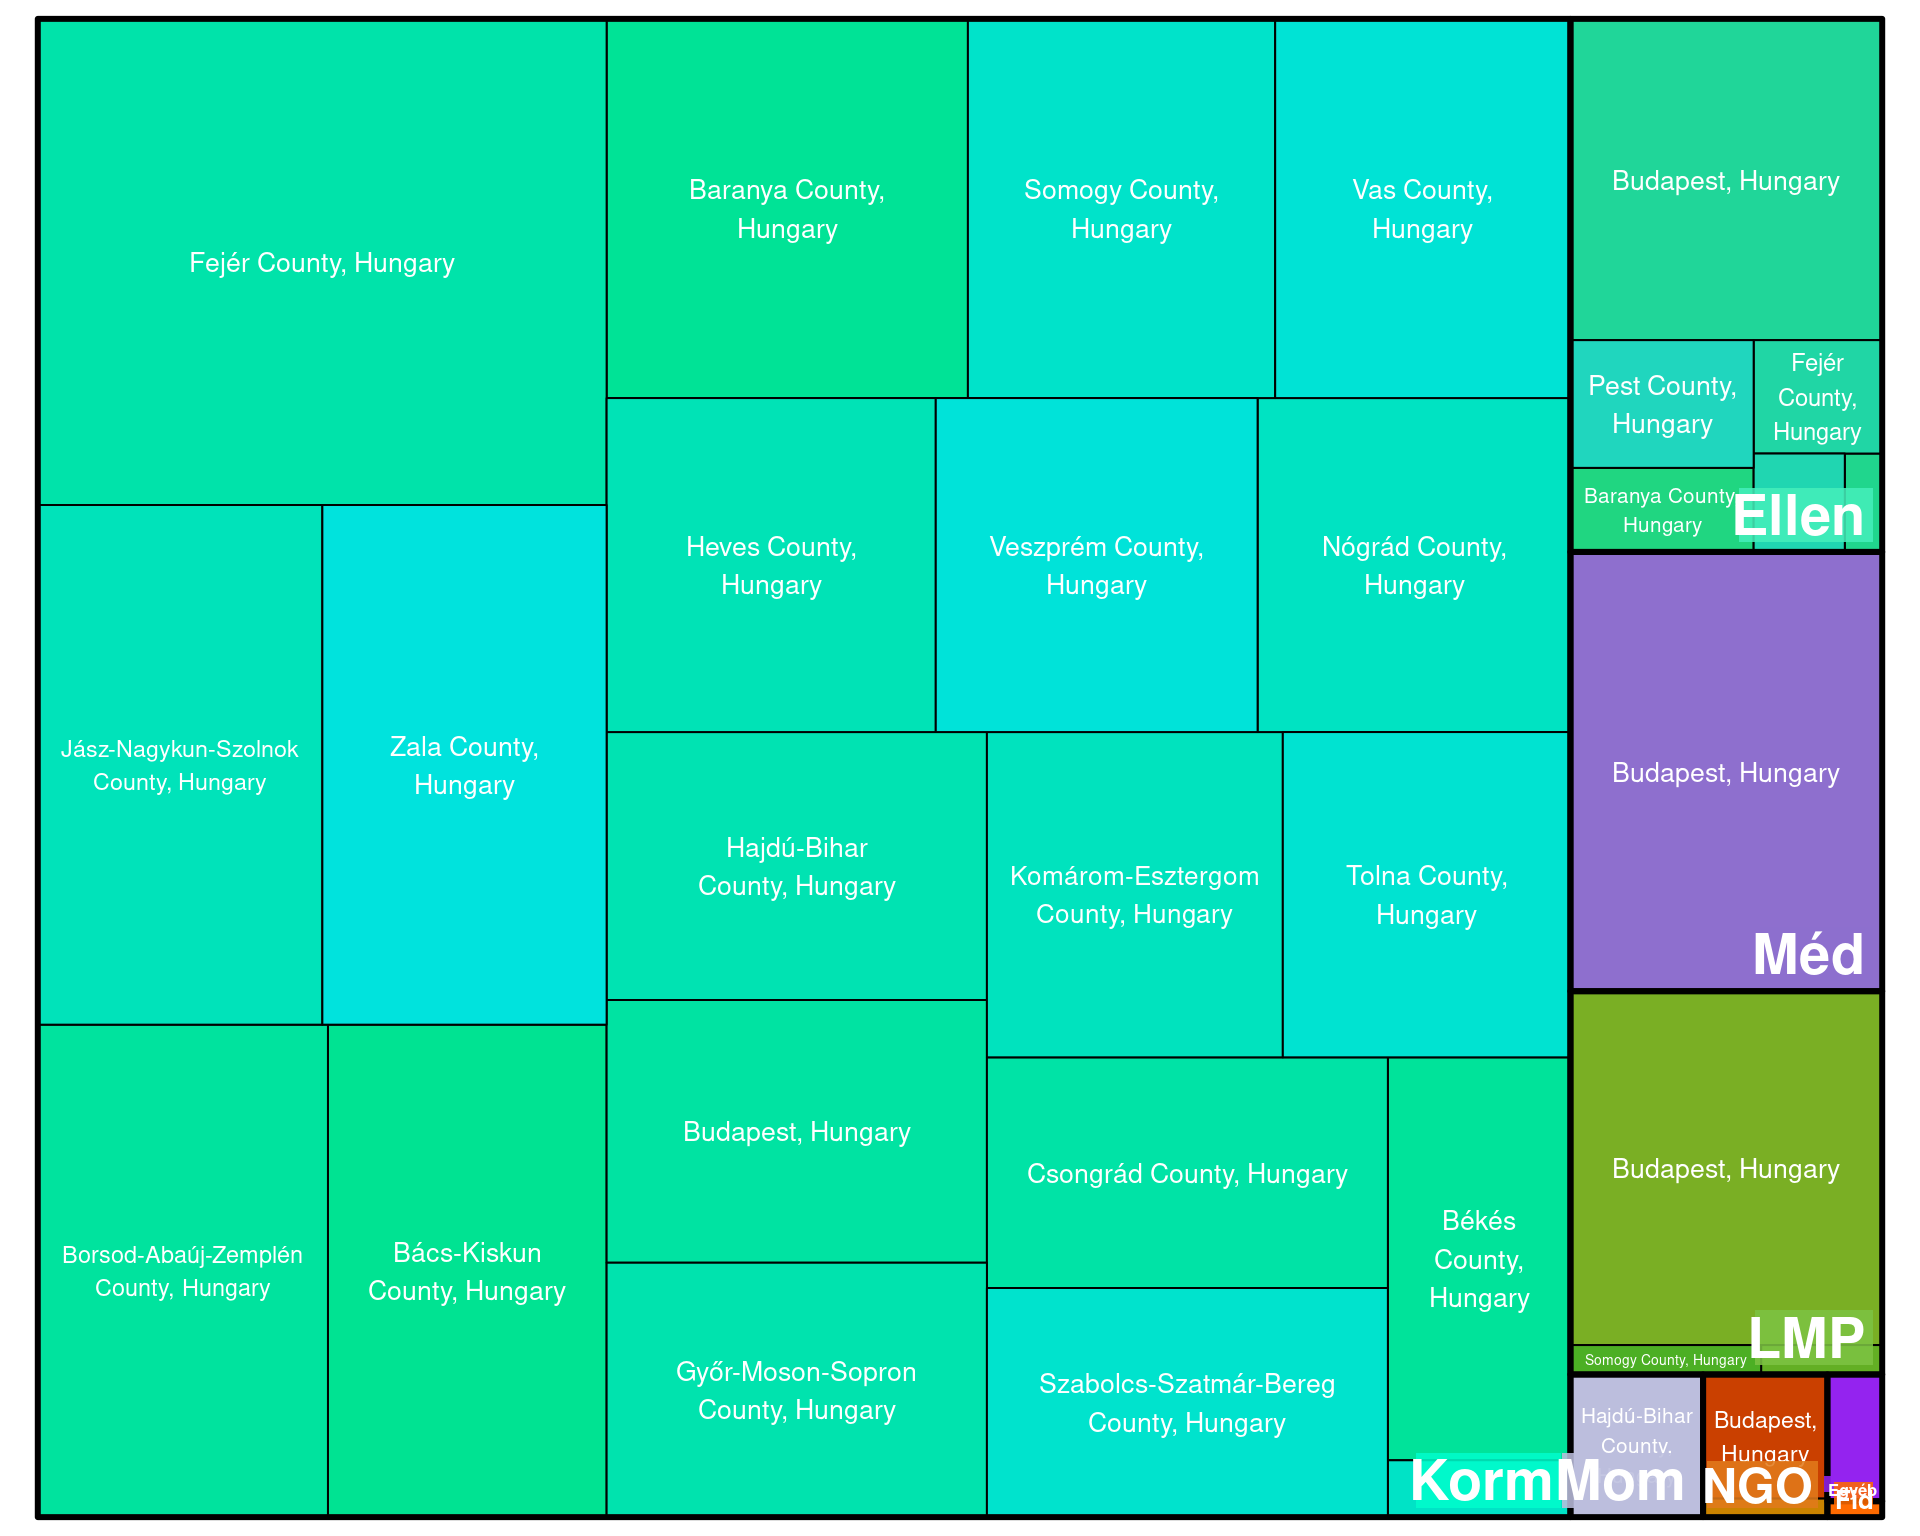 Fejér County, Hungary
Baranya County,
Hungary
Somogy County,
Hungary
Vas County,
Hungary
Jász-Nagykun-Szolnok
County, Hungary
Zala County,
Hungary
Heves County,
Hungary
Veszprém County,
Hungary
Nógrád County,
Hungary
Hajdú-Bihar
County, Hungary
Komárom-Esztergom
County, Hungary
Tolna County,
Hungary
Borsod-Abaúj-Zemplén
County, Hungary
Bács-Kiskun
County, Hungary
Budapest, Hungary
Csongrád County, Hungary
Békés
County,
Hungary
Győr-Moson-Sopron
County, Hungary
Szabolcs-Szatmár-Bereg
County, Hungary
Korm
Budapest, Hungary
Pest County,
Hungary
Fejér
County,
Hungary
Baranya County
Hungary
Ellen
Budapest, Hungary
Méd
Budapest, Hungary
Somogy County, Hungary
LMP
Hajdú-Bihar
County.
Mom
Budapest,
Hungary
NGO
Egyéb
Fid